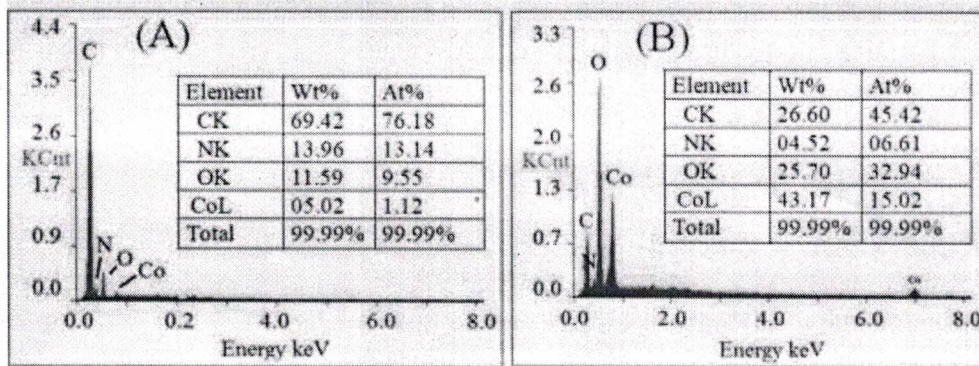 4.4
(A)
C
3.5
2.6
KCnt
1.7
0.9
N
O
Co
0.0
0.0 0.2 4.0 6.0 8.0
Energy keV
Element Wt% At%
CK 69.42 76.18
NK 13.96 13.14
OK 11.59 9.55
CoL 05.02 1.12
Total 99.99% 99.99%
3.3
(B)
O
2.6
2.0
KCnt
Co
1.3
0.7
C
N
0.0
0.0 2.0 4.0 6.0 8.0
Energy keV
Element Wt% At%
CK 26.60 45.42
NK 04.52 06.61
OK 25.70 32.94
CoL 43.17 15.02
Total 99.99% 99.99%